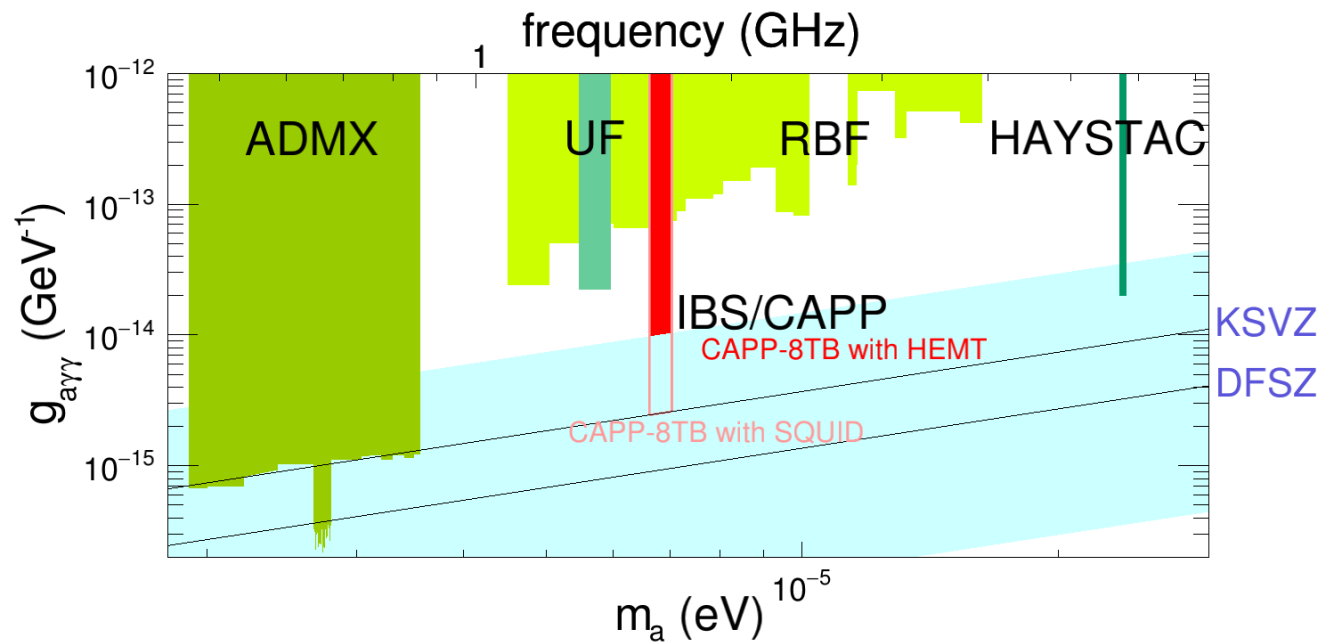 frequency (GHz)
1
10⁻¹²
ADMX UF RBF HAYSTAC
10⁻¹³
g_aγγ (GeV⁻¹)
IBS/CAPP
10⁻¹⁴
KSVZ
CAPP-8TB with HEMT
DFSZ
CAPP-8TB with SQUID
10⁻¹⁵
10⁻⁵
m_a (eV)